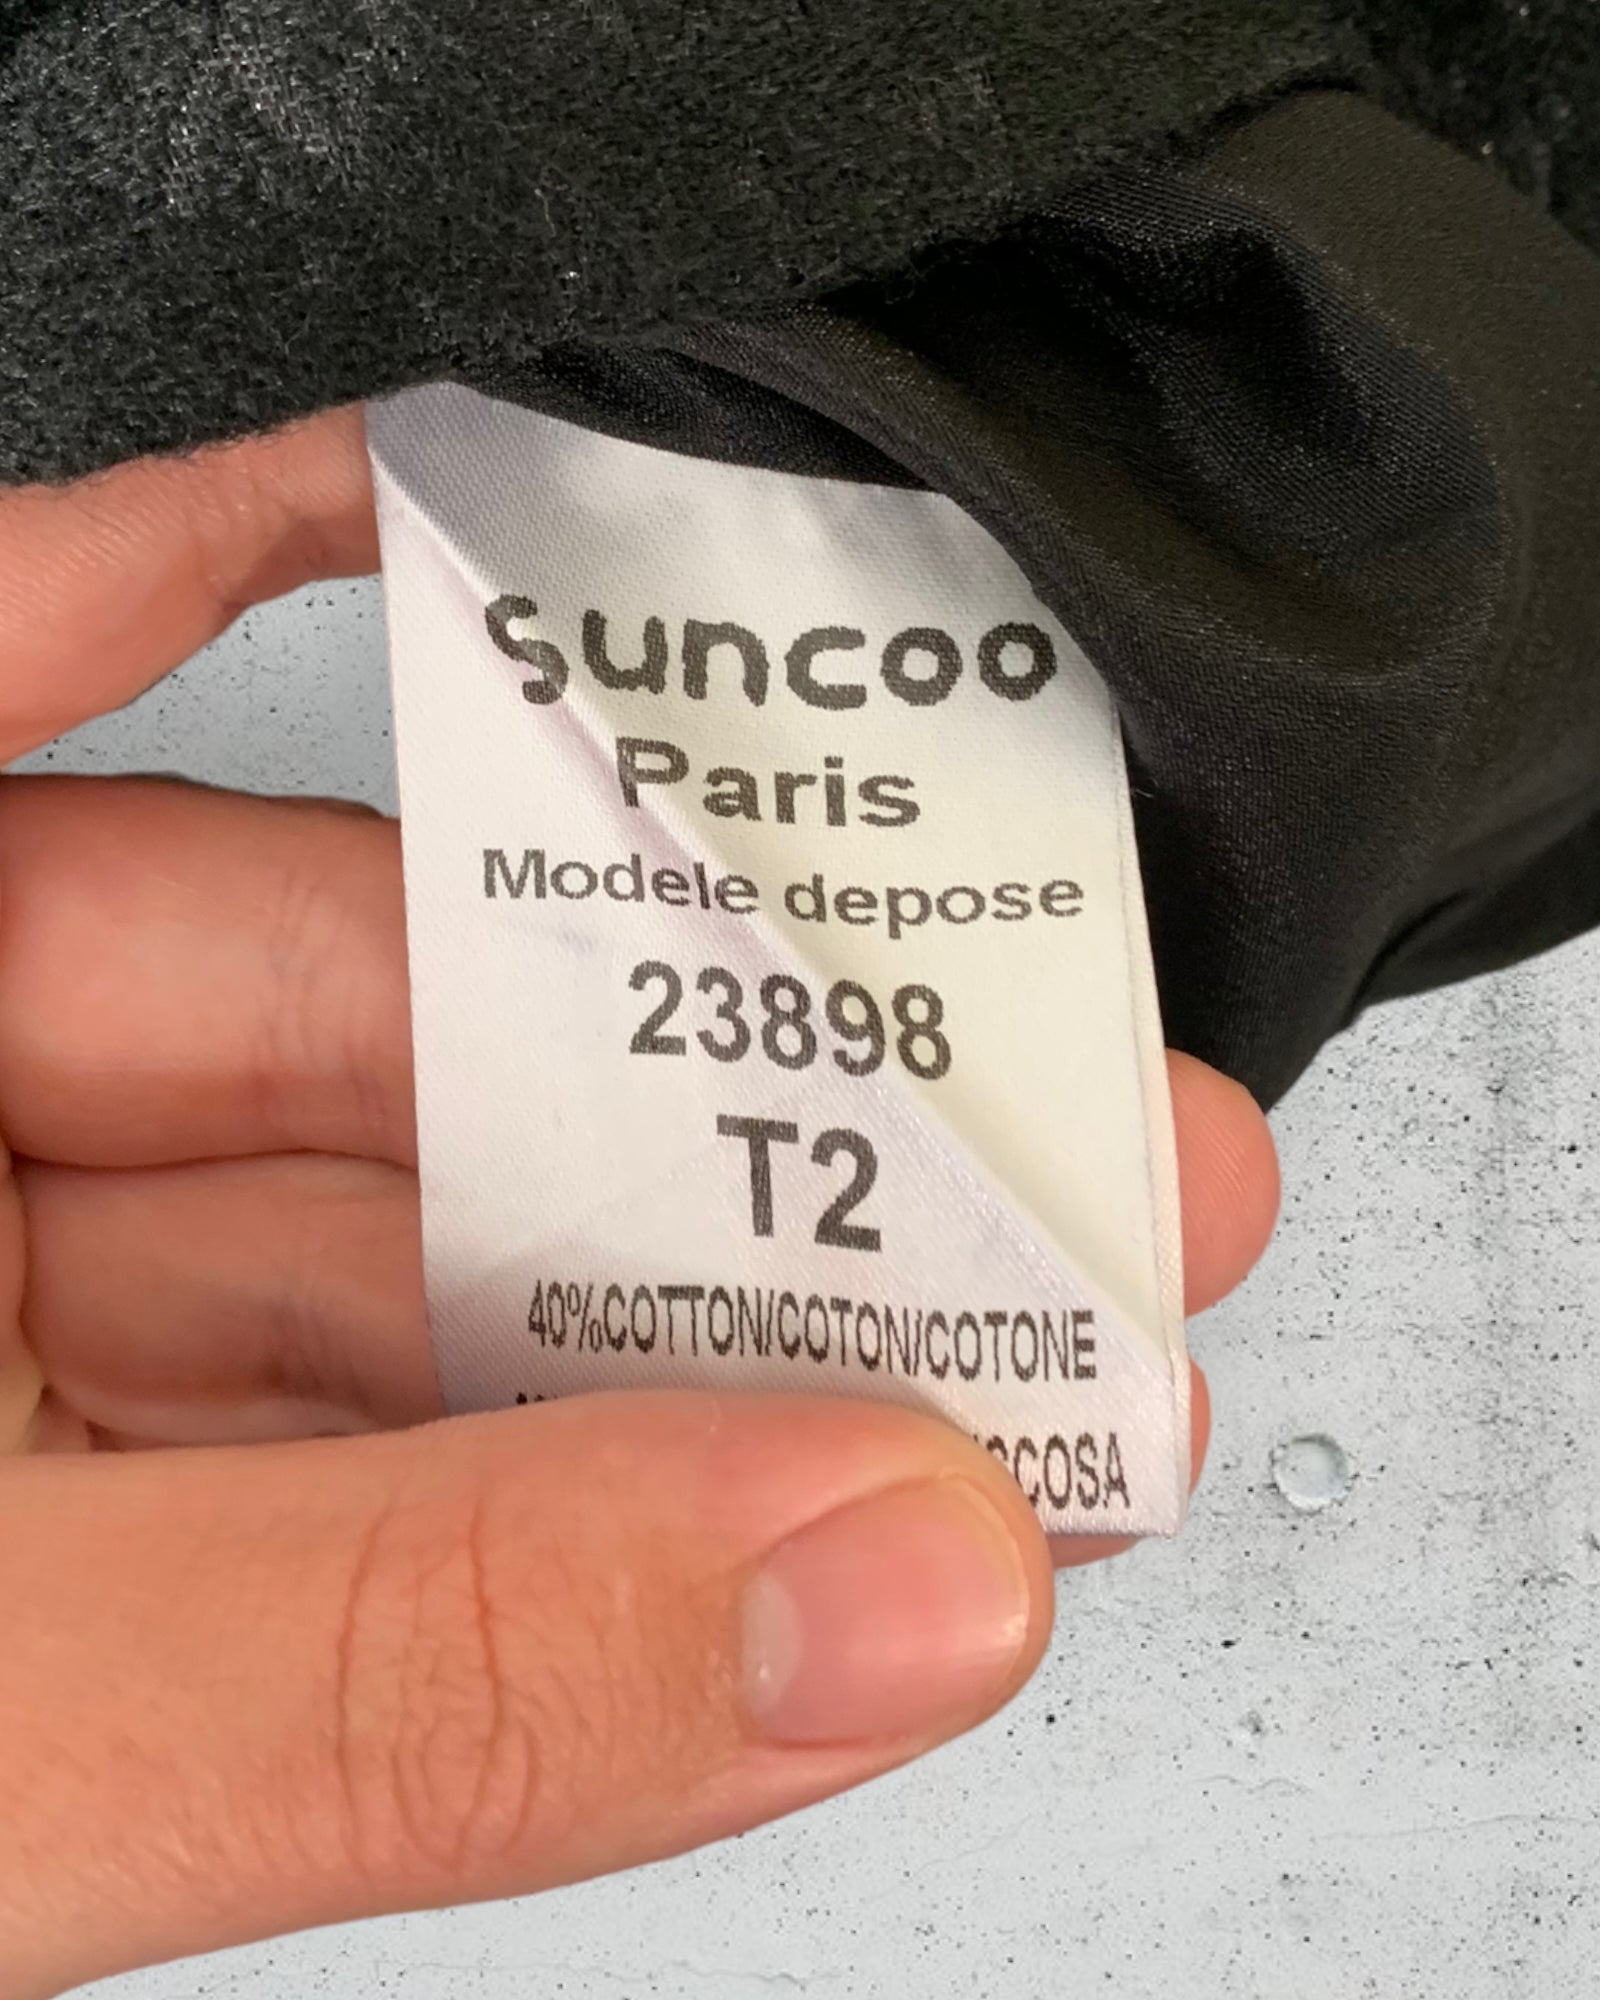 suncoo
Paris
Modele depose
23898
T2
40%COTTON/COTON/COTONE